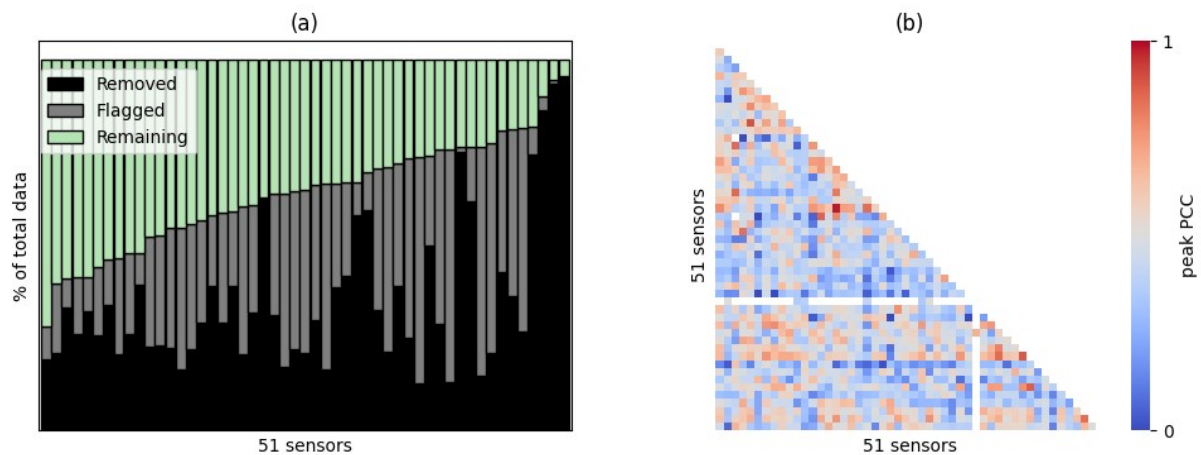 (a)
Removed
Flagged
Remaining
% of total data
51 sensors
(b)
51 sensors
51 sensors
1
peak PCC
0